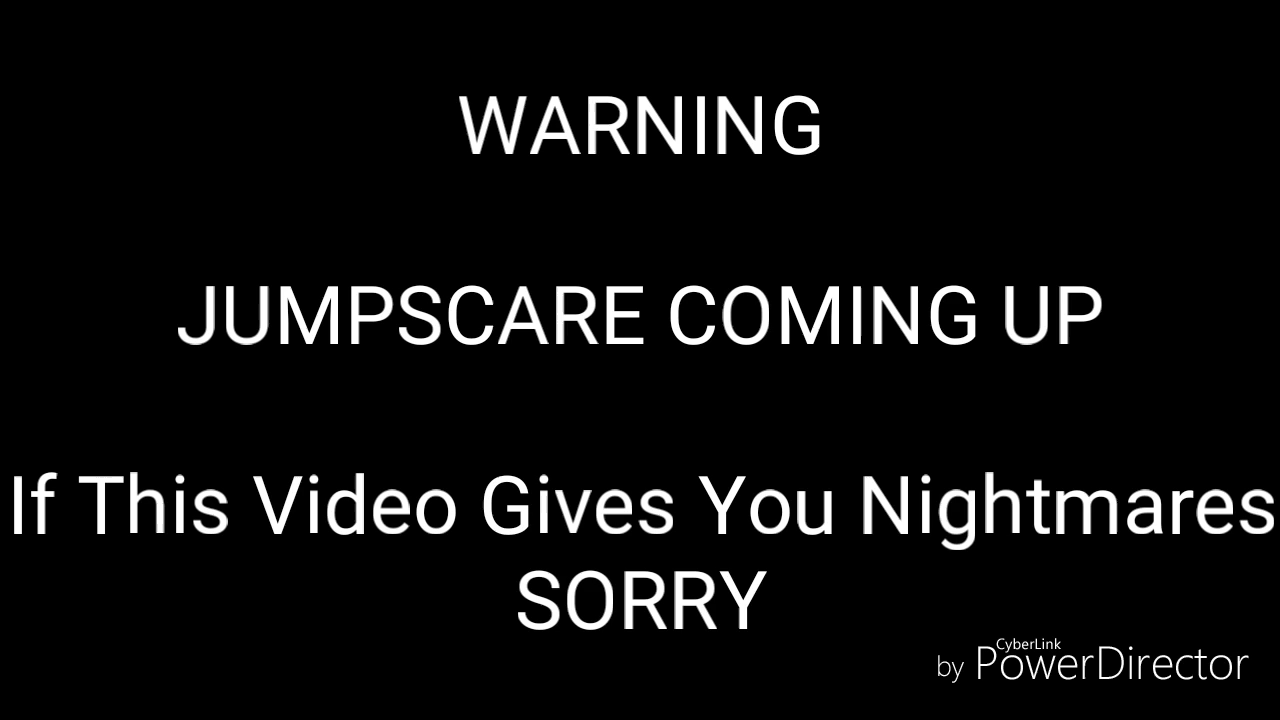 WARNING
JUMPSCARE COMING UP
If This Video Gives You Nightmares
SORRY
CyberLink
by PowerDirector